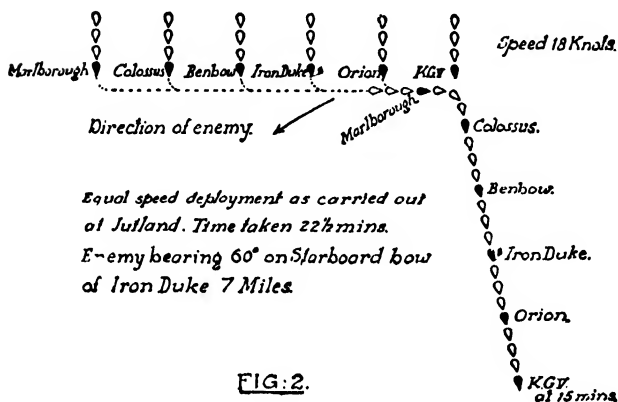 Speed 18 Knots.
Marlborough Colossus Benbow Iron Duke Orion KGV
Direction of enemy.
Marlborough
Colossus.
Equal speed deployment as carried out
at Jutland. Time taken 22½ mins.
Enemy bearing 60° on Starboard bow
of Iron Duke 7 Miles.
Benbow.
Iron Duke.
Orion.
K.G.V.
at 15 mins.
FIG: 2.